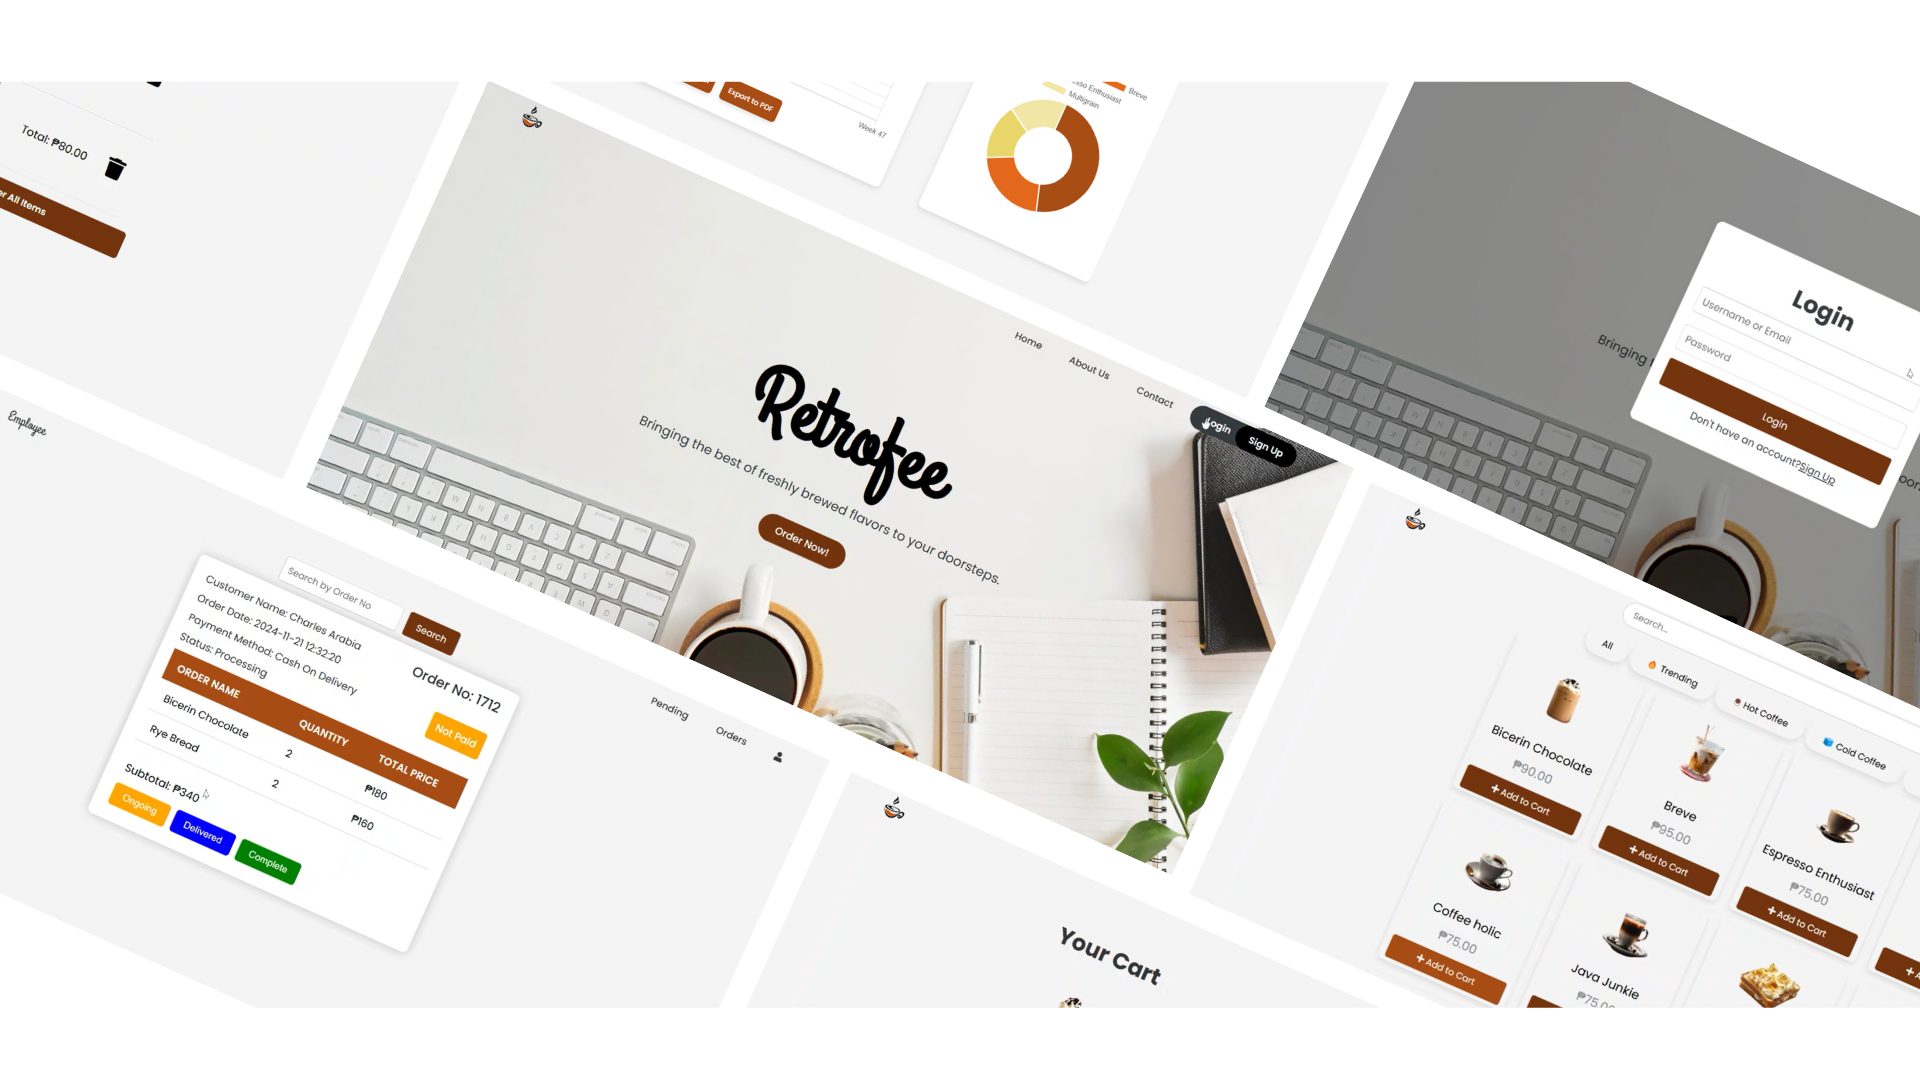 Total: ₱80.00
er All Items
Export to PDF
Week 47
sso Enthusiast
Breve
Multigrain
Home
About Us
Contact
Login
Sign Up
Retrofee
Bringing the best of freshly brewed flavors to your doorsteps.
Order Now!
Bringing
Login
Username or Email
Password
Login
Don't have an account?Sign Up
oors.
Employee
Pending
Orders
Search by Order No
Search
Customer Name: Charles Arabia
Order Date: 2024-11-21 12:32:20
Payment Method: Cash On Delivery
Status: Processing
Order No: 1712
Not Paid
ORDER NAME QUANTITY TOTAL PRICE
Bicerin Chocolate 2 ₱180
Rye Bread 2 ₱160
Subtotal: ₱340
Ongoing
Delivered
Complete
Your Cart
Search...
All
🔥 Trending
Hot Coffee
Cold Coffee
Bicerin Chocolate
₱90.00
+ Add to Cart
Breve
₱95.00
+ Add to Cart
Espresso Enthusiast
₱75.00
+ Add to Cart
Coffee holic
₱75.00
+ Add to Cart
Java Junkie
₱75.00